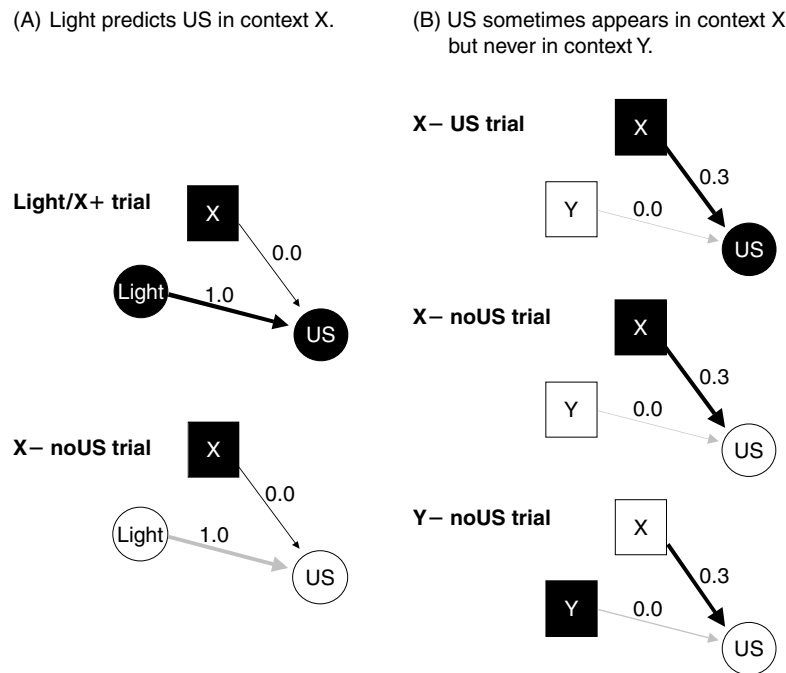 (A) Light predicts US in context X.
Light/X+ trial
X
0.0
Light
1.0
US
X− noUS trial
X
0.0
Light
1.0
US
(B) US sometimes appears in context X
but never in context Y.
X− US trial
X
0.3
Y
0.0
US
X− noUS trial
X
0.3
Y
0.0
US
Y− noUS trial
X
0.3
Y
0.0
US